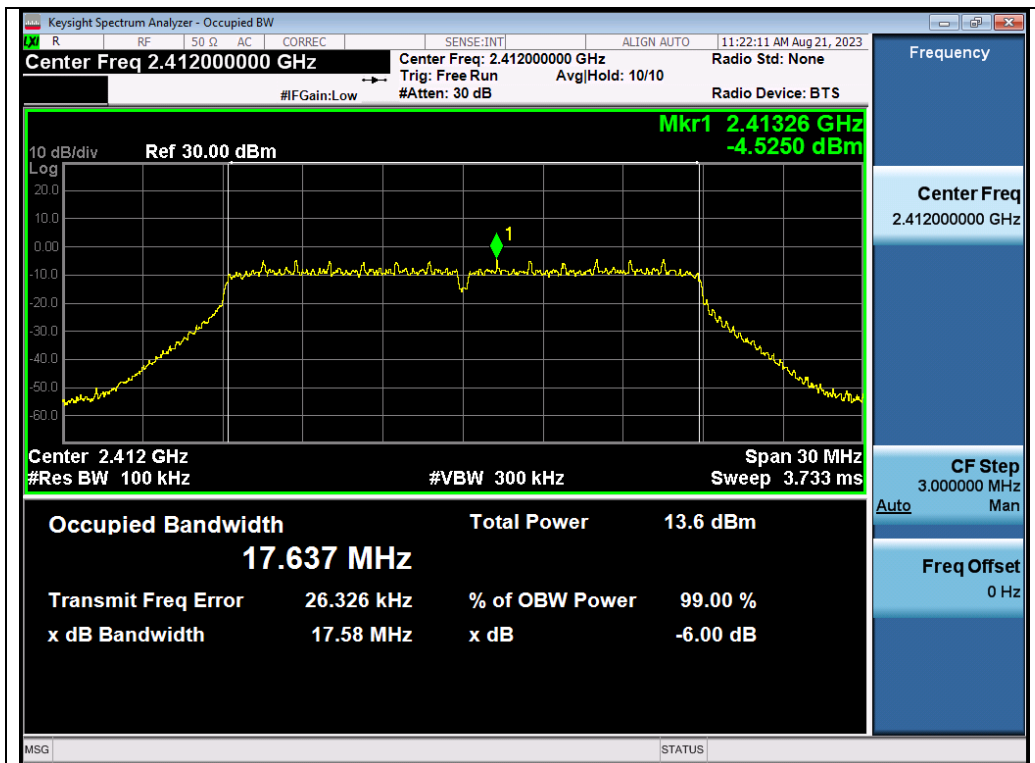 Keysight Spectrum Analyzer - Occupied BW
LXI R RF 50 Ω AC CORREC SENSE:INT ALIGN AUTO 11:22:11 AM Aug 21, 2023
Center Freq 2.412000000 GHz
Center Freq: 2.412000000 GHz
Radio Std: None
Trig: Free Run Avg|Hold: 10/10
#IFGain:Low
#Atten: 30 dB
Radio Device: BTS
Mkr1 2.41326 GHz
-4.5250 dBm
10 dB/div Ref 30.00 dBm
Log
20.0
10.0
0.00
-10.0
-20.0
-30.0
-40.0
-50.0
-60.0
1
Center 2.412 GHz Span 30 MHz
#Res BW 100 kHz #VBW 300 kHz Sweep 3.733 ms
Occupied Bandwidth Total Power 13.6 dBm
17.637 MHz
Transmit Freq Error 26.326 kHz % of OBW Power 99.00 %
x dB Bandwidth 17.58 MHz x dB -6.00 dB
Frequency
Center Freq
2.412000000 GHz
CF Step
3.000000 MHz
Auto Man
Freq Offset
0 Hz
MSG STATUS